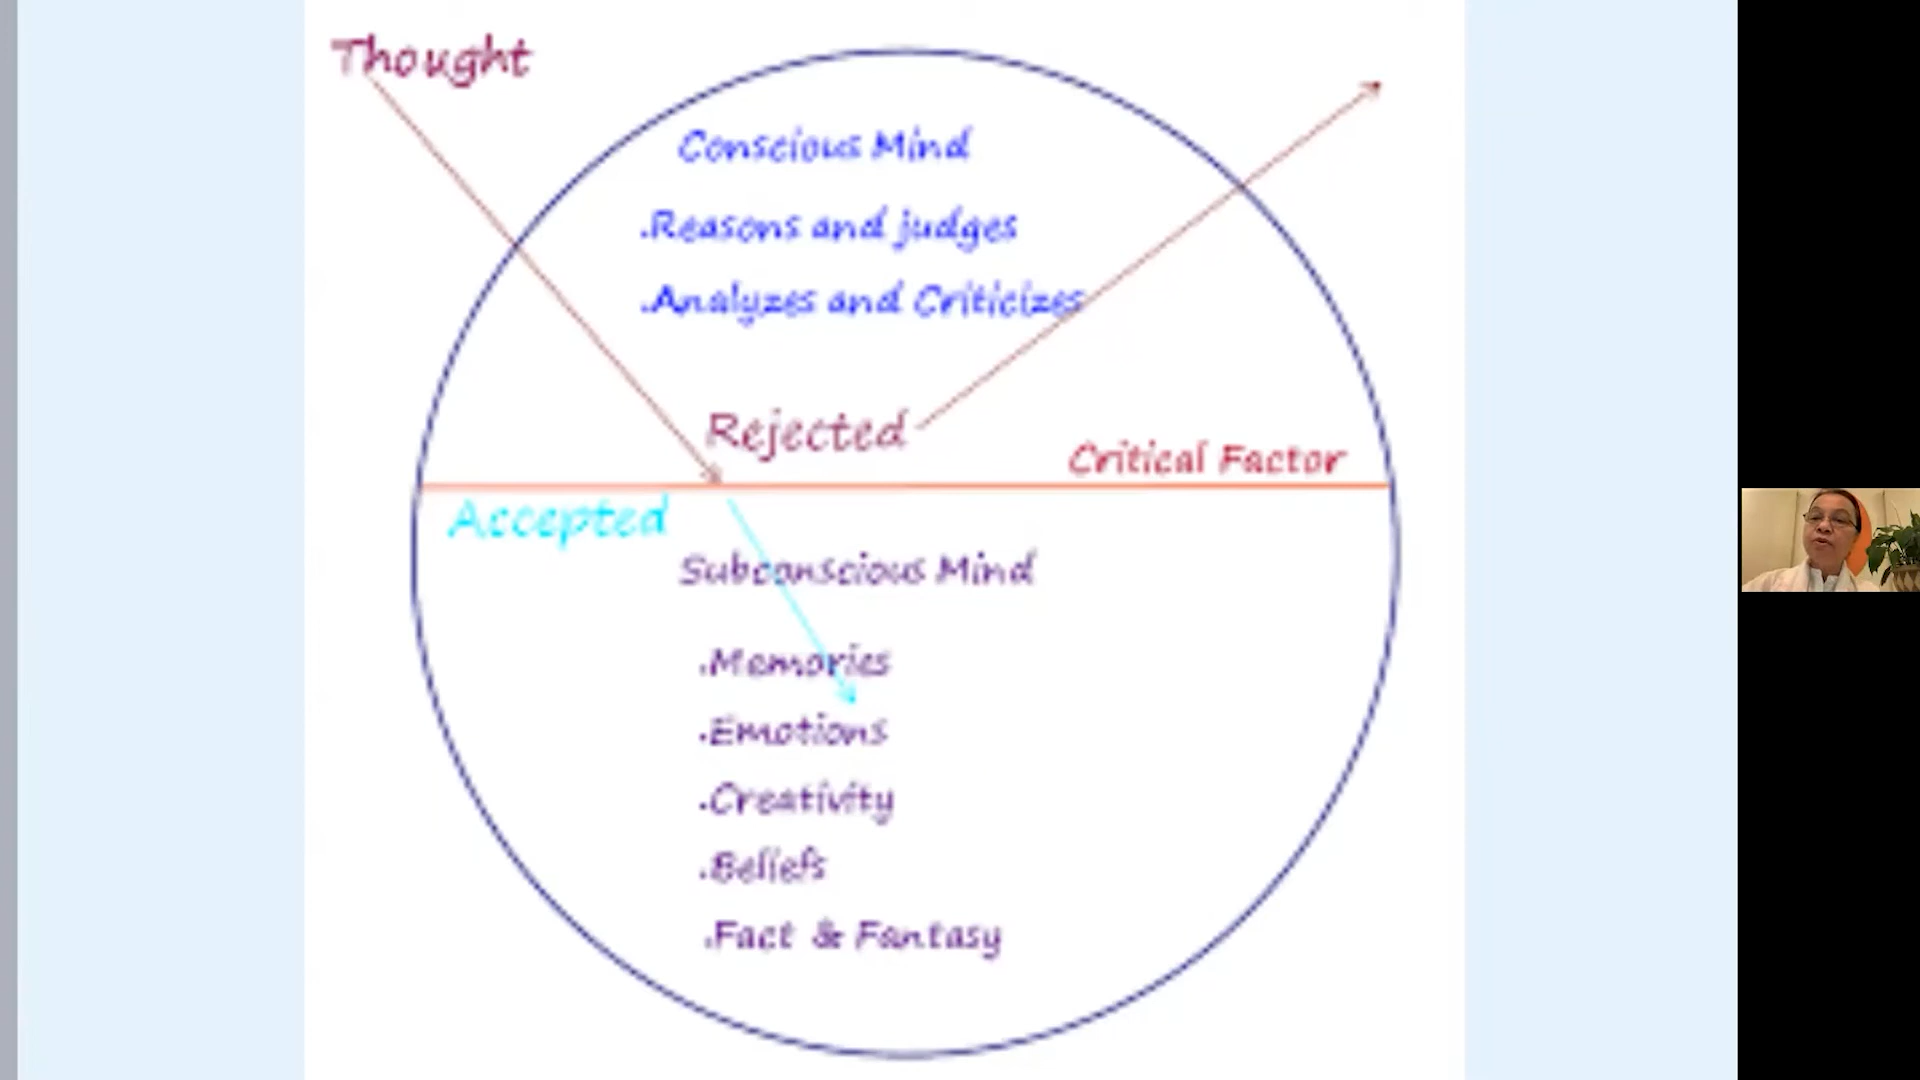 Thought
Conscious Mind
.Reasons and judges
.Analyzes and Criticizes
Rejected
Critical Factor
Accepted
Subconscious Mind
.Memories
.Emotions
.Creativity
.Beliefs
.Fact & Fantasy